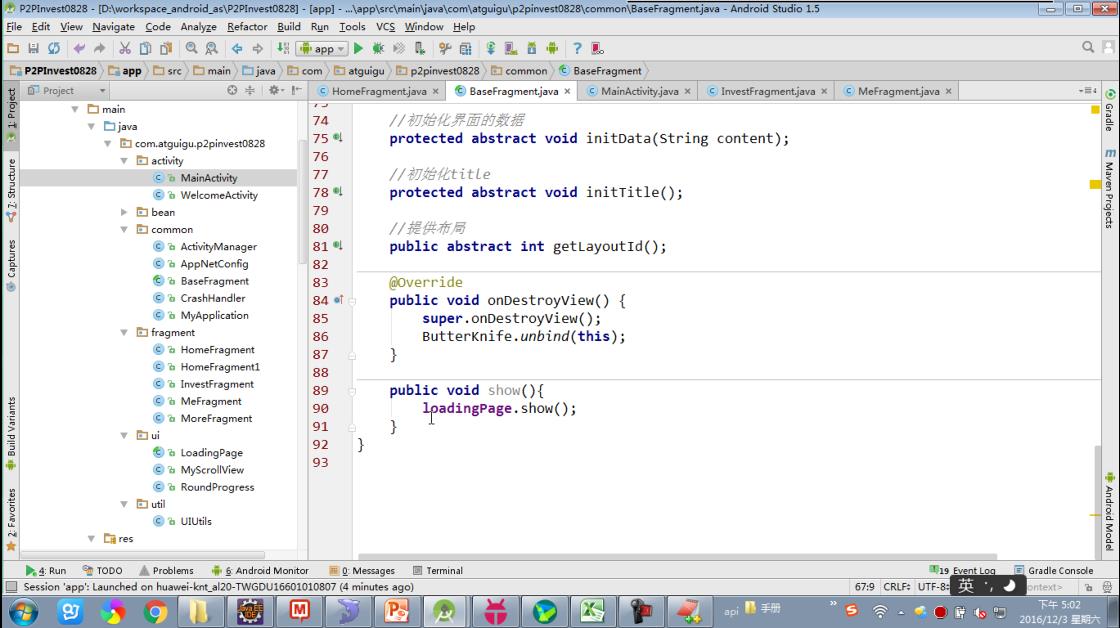 P2PInvest0828 - [D:\workspace_android_as\P2PInvest0828] - [app] - ...\app\src\main\java\com\atguigu\p2pinvest0828\common\BaseFragment.java - Android Studio 1.5
File Edit View Navigate Code Analyze Refactor Build Run Tools VCS Window Help
app
P2PInvest0828 app src main java com atguigu p2pinvest0828 common BaseFragment
Project
HomeFragment.java BaseFragment.java MainActivity.java InvestFragment.java MeFragment.java
1: Project
7: Structure
Captures
Build Variants
2: Favorites
main
java
com.atguigu.p2pinvest0828
activity
MainActivity
WelcomeActivity
bean
common
ActivityManager
AppNetConfig
BaseFragment
CrashHandler
MyApplication
fragment
HomeFragment
HomeFragment1
InvestFragment
MeFragment
MoreFragment
ui
LoadingPage
MyScrollView
RoundProgress
util
UIUtils
res
74 //初始化界面的数据
75 protected abstract void initData(String content);
76
77 //初始化title
78 protected abstract void initTitle();
79
80 //提供布局
81 public abstract int getLayoutId();
82
83 @Override
84 public void onDestroyView() {
85 super.onDestroyView();
86 ButterKnife.unbind(this);
87 }
88
89 public void show(){
90 loadingPage.show();
91 }
92 }
93
Gradle
Maven Projects
Android Model
4: Run TODO Problems 6: Android Monitor 0: Messages Terminal 19 Event Log Gradle Console
Session 'app': Launched on huawei-knt_al20-TWGDU16601010807 (4 minutes ago) 67:9 CRLF÷ UTF-8÷
英
api 手册
下午 5:02
2016/12/3 星期六